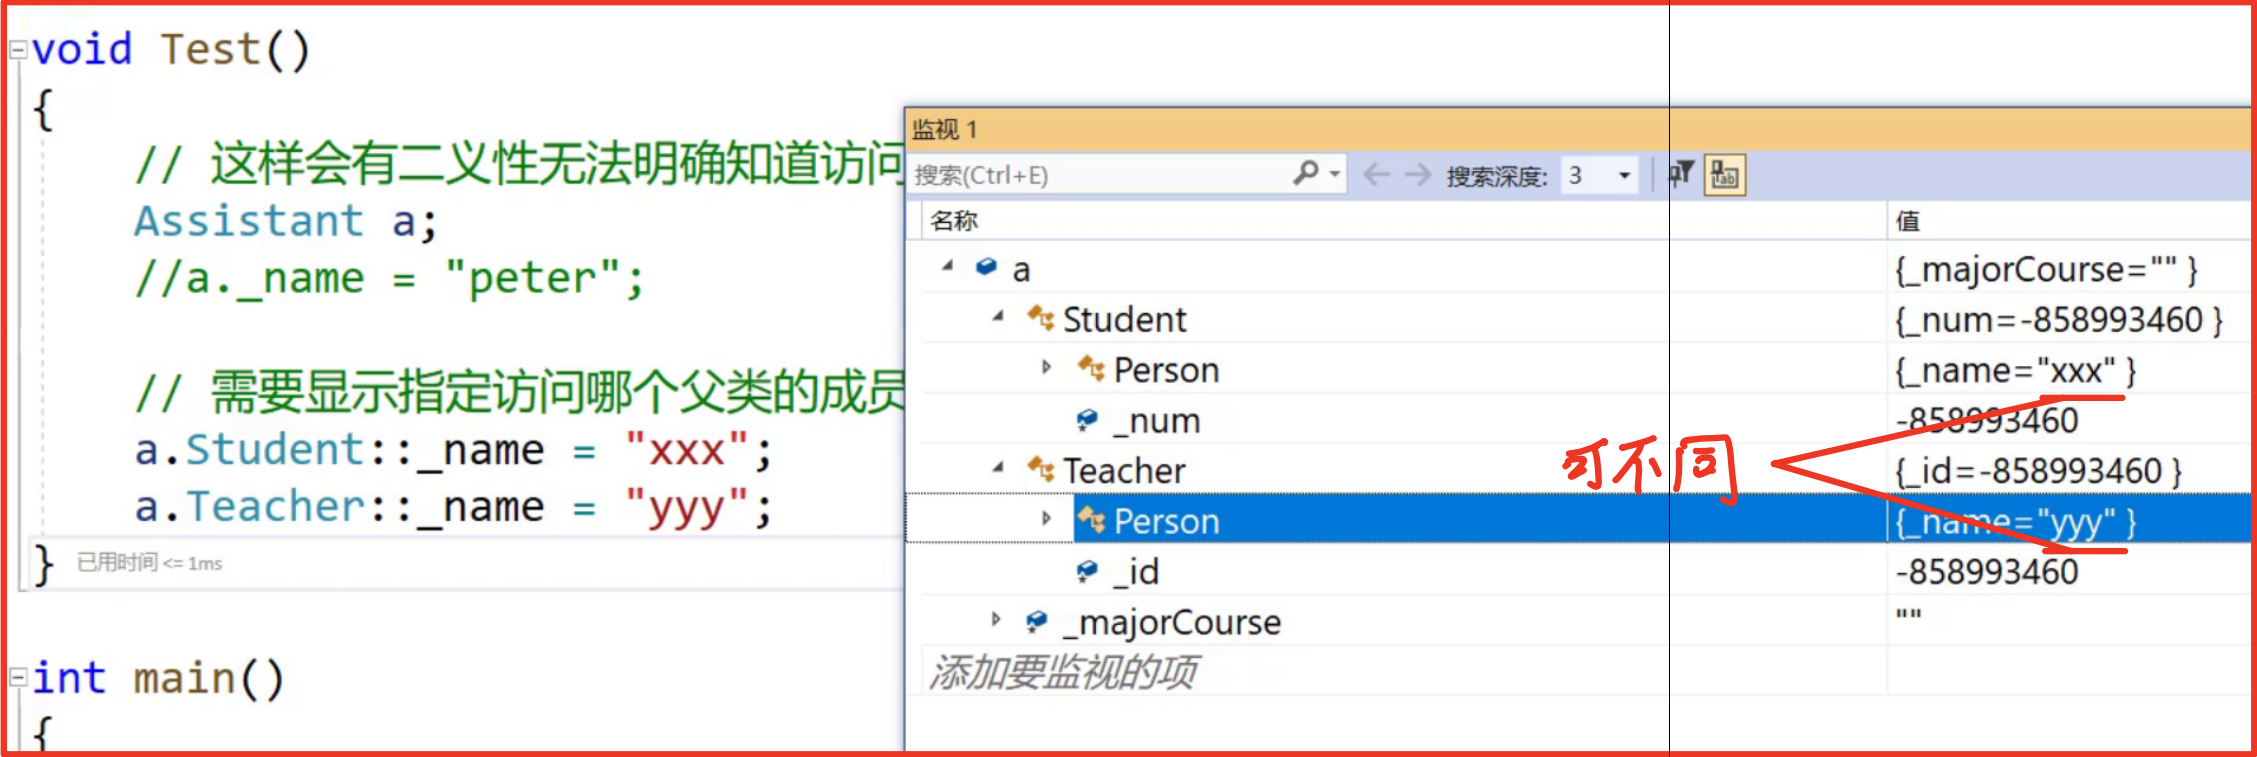 void Test()
{
// 这样会有二义性无法明确知道访问
Assistant a;
//a._name = "peter";
// 需要显示指定访问哪个父类的成员
a.Student::_name = "xxx";
a.Teacher::_name = "yyy";
} 已用时间 <= 1ms
int main()
{
监视 1
搜索(Ctrl+E) 搜索深度: 3
名称 值
a {_majorCourse="" }
Student {_num=-858993460 }
Person {_name="xxx" }
_num -858993460
Teacher {_id=-858993460 }
Person {_name="yyy" }
_id -858993460
_majorCourse ""
添加要监视的项
可不同